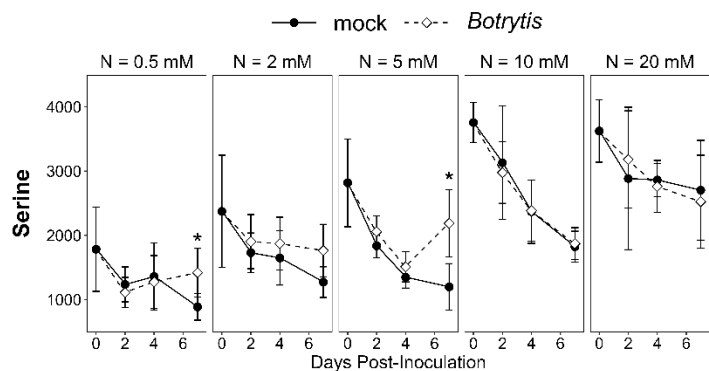 mock Botrytis
N = 0.5 mM N = 2 mM N = 5 mM N = 10 mM N = 20 mM
4000
3000
2000
1000
Serine
* *
0 2 4 6 0 2 4 6 0 2 4 6 0 2 4 6 0 2 4 6
Days Post-Inoculation